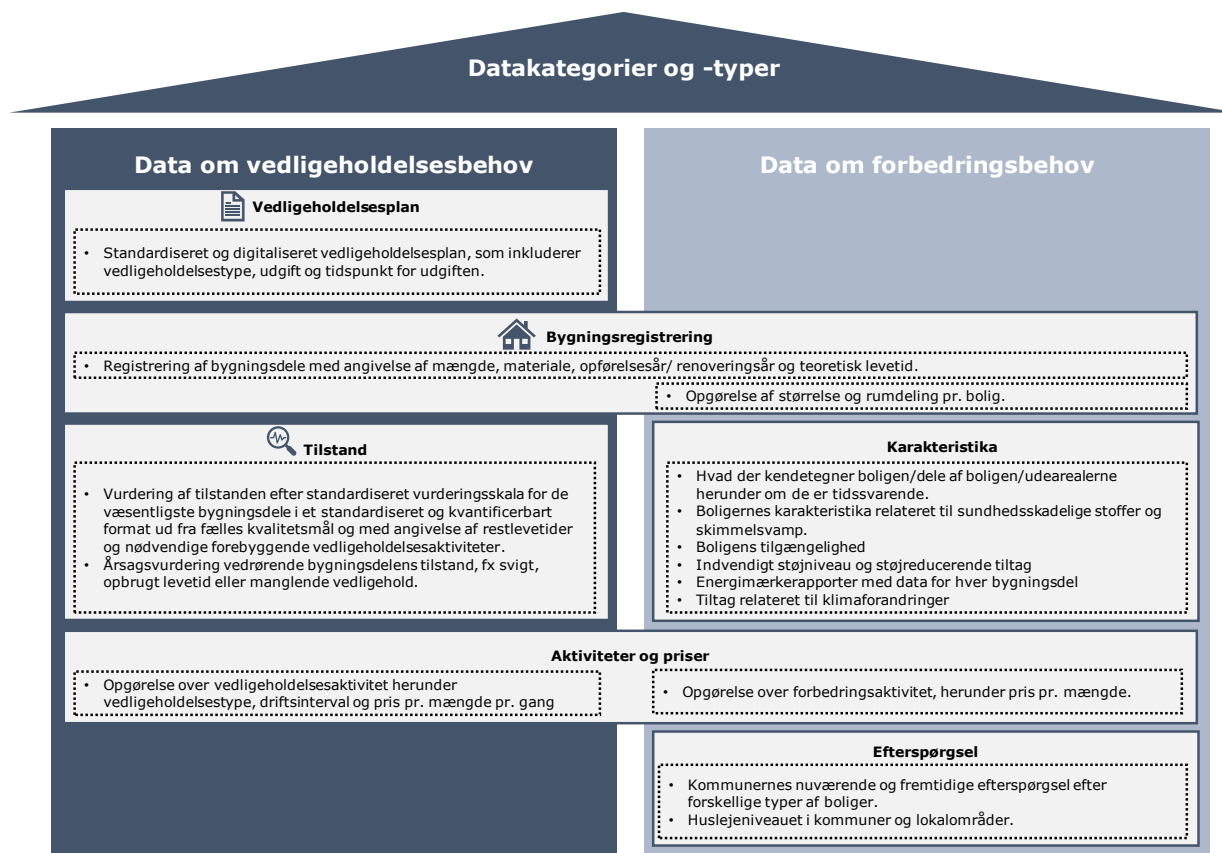 Datakategorier og -typer
Data om vedligeholdelsesbehov
Data om forbedringsbehov
Vedligeholdelsesplan
• Standardiseret og digitaliseret vedligeholdelsesplan, som inkluderer
vedligeholdelsestype, udgift og tidspunkt for udgiften.
Bygningsregistrering
• Registrering af bygningsdele med angivelse af mængde, materiale, opførelsesår/ renoveringsår og teoretisk levetid.
• Opgørelse af størrelse og rumdeling pr. bolig.
Tilstand
• Vurdering af tilstanden efter standardiseret vurderingsskala for de
væsentligste bygningsdele i et standardiseret og kvantificerbart
format ud fra fælles kvalitetsmål og med angivelse af restlevetider
og nødvendige forebyggende vedligeholdelsesaktiviteter.
• Årsagsvurdering vedrørende bygningsdelens tilstand, fx svigt,
opbrugt levetid eller manglende vedligehold.
Karakteristika
• Hvad der kendetegner boligen/dele af boligen/udearealerne
herunder om de er tidssvarende.
• Boligernes karakteristika relateret til sundhedsskadelige stoffer og
skimmelsvamp.
• Boligens tilgængelighed
• Indvendigt støjniveau og støjreducerende tiltag
• Energimærkerapporter med data for hver bygningsdel
• Tiltag relateret til klimaforandringer
Aktiviteter og priser
• Opgørelse over vedligeholdelsesaktivitet herunder
vedligeholdelsestype, driftsinterval og pris pr. mængde pr. gang
• Opgørelse over forbedringsaktivitet, herunder pris pr. mængde.
Efterspørgsel
• Kommunernes nuværende og fremtidige efterspørgsel efter
forskellige typer af boliger.
• Huslejeniveauet i kommuner og lokalområder.